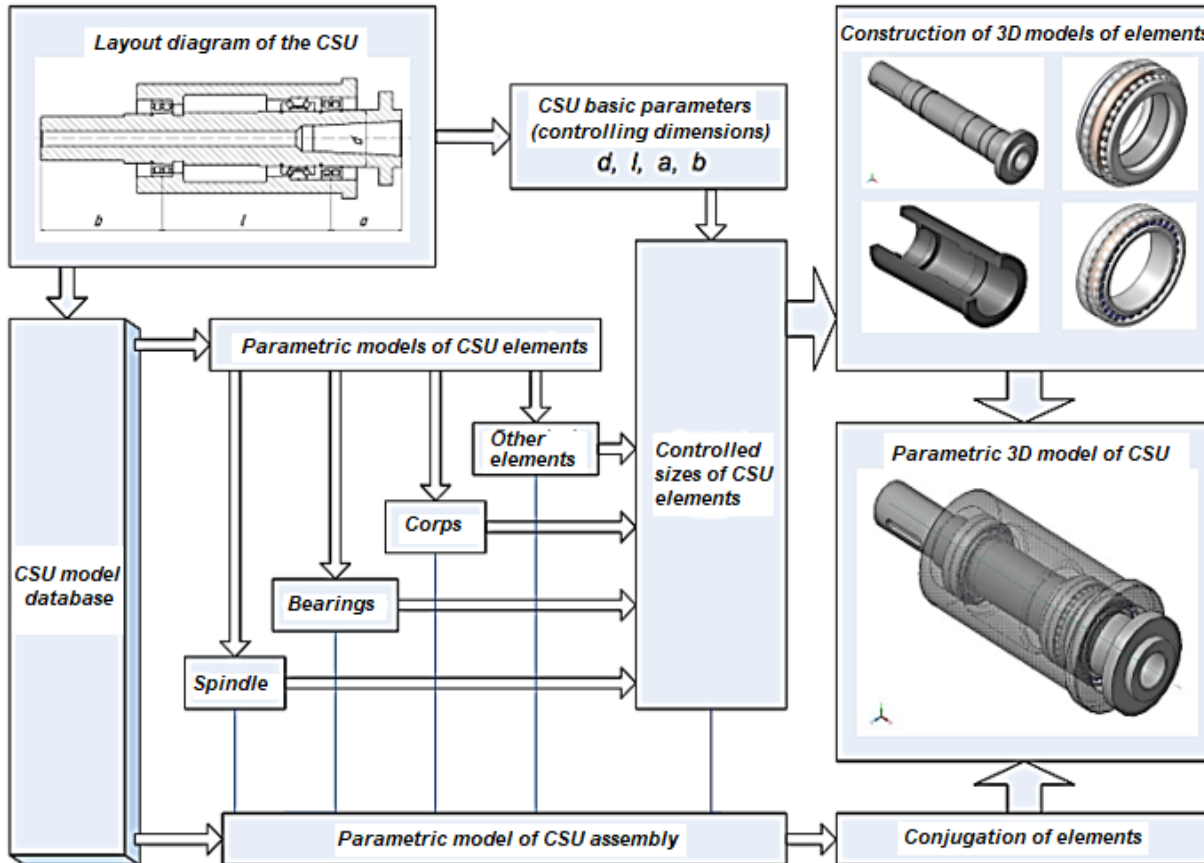 Layout diagram of the CSU
d
b
l
a
CSU basic parameters
(controlling dimensions)
d, l, a, b
Construction of 3D models of elements
CSU model
database
Parametric models of CSU elements
Other
elements
Corps
Bearings
Spindle
Controlled
sizes of CSU
elements
Parametric 3D model of CSU
Parametric model of CSU assembly
Conjugation of elements